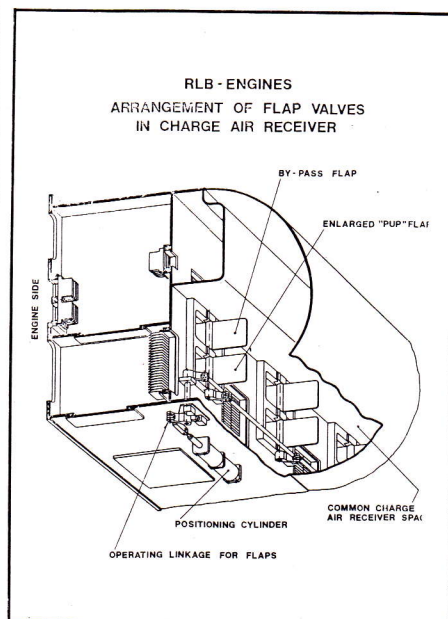 RLB - ENGINES
ARRANGEMENT OF FLAP VALVES
IN CHARGE AIR RECEIVER
BY - PASS FLAP
ENLARGED "PUP" FLAP
ENGINE SIDE
COMMON CHARGE
AIR RECEIVER SPAC
POSITIONING CYLINDER
OPERATING LINKAGE FOR FLAPS